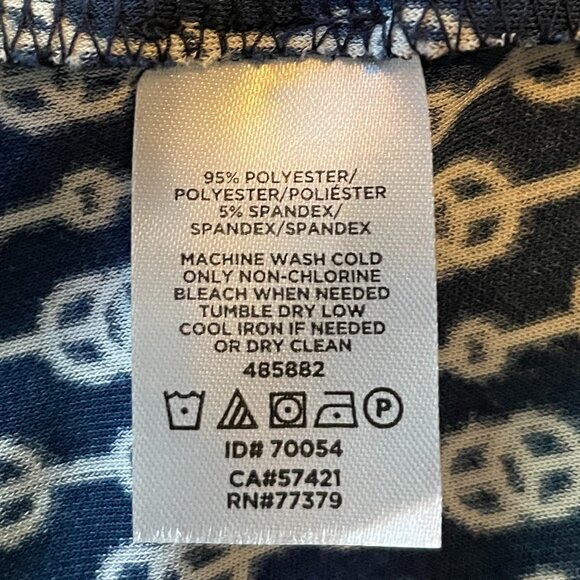 95% POLYESTER/
POLYESTER/POLIÉSTER
5% SPANDEX/
SPANDEX/SPANDEX
MACHINE WASH COLD
ONLY NON-CHLORINE
BLEACH WHEN NEEDED
TUMBLE DRY LOW
COOL IRON IF NEEDED
OR DRY CLEAN
485882
P
ID# 70054
CA#57421
RN#77379